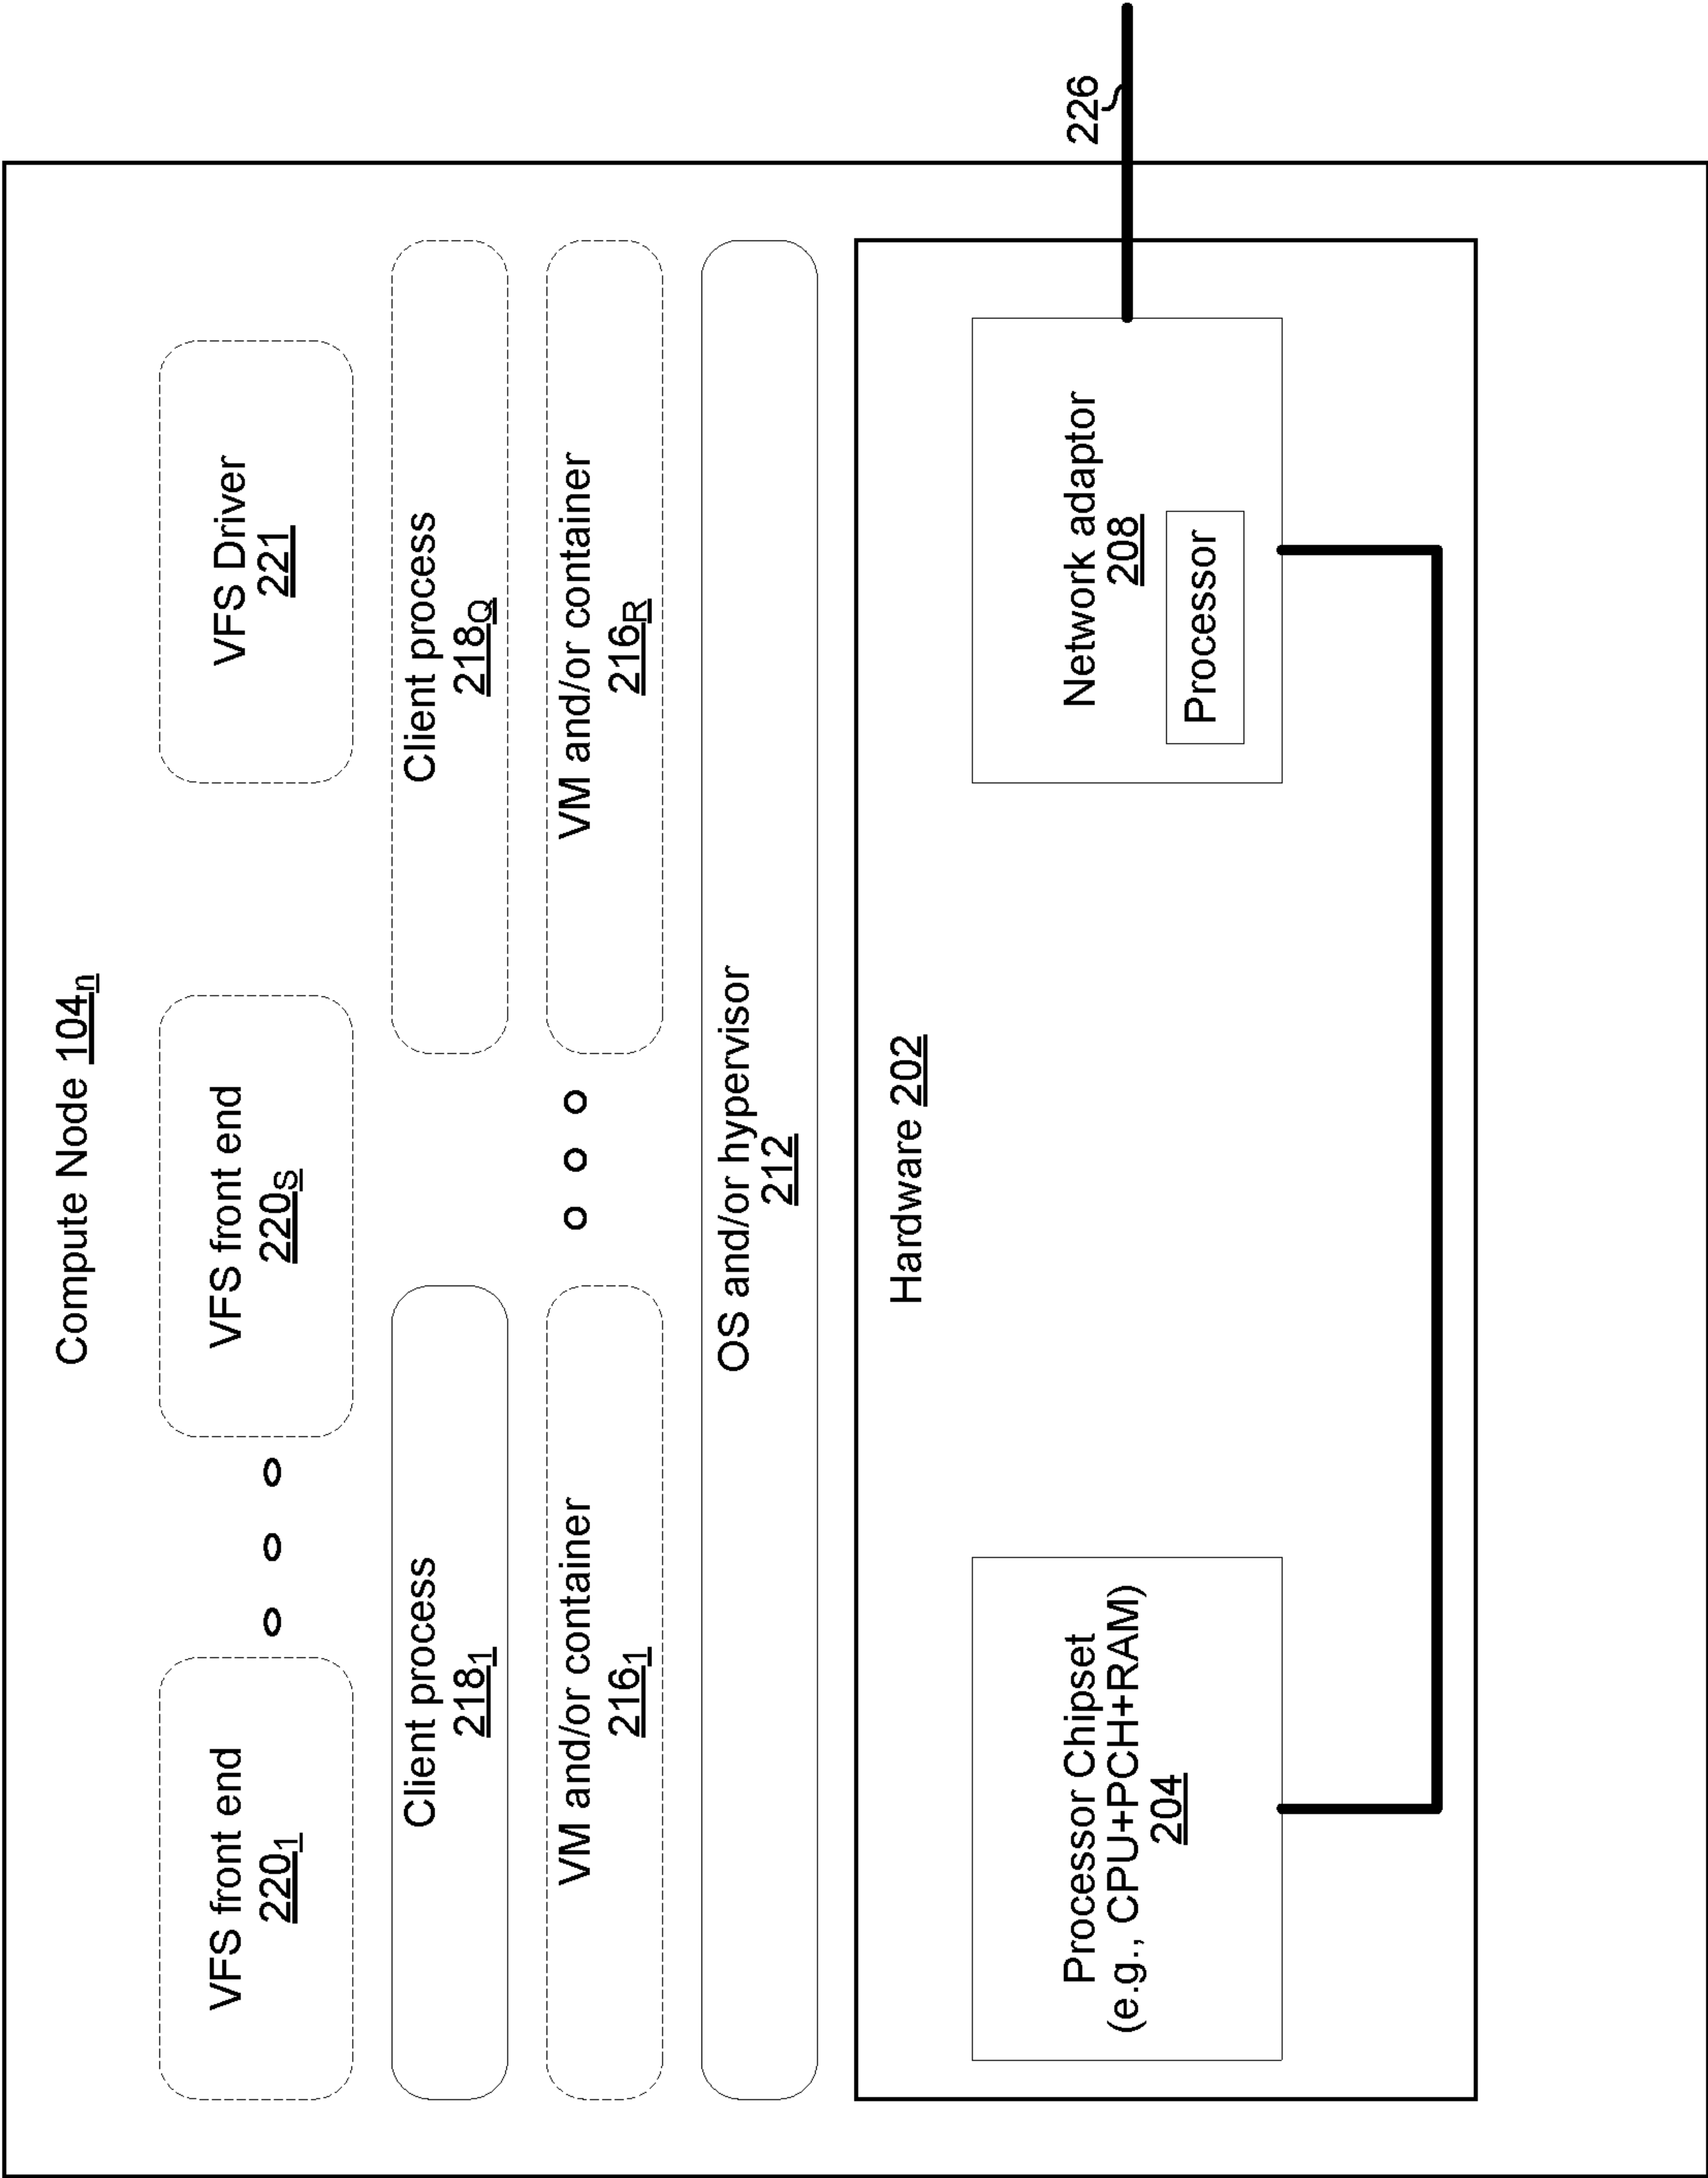 Compute Node 104n
VFS front end
2201
VFS front end
220S
VFS Driver
221
Client process
2181
Client process
218Q
VM and/or container
2161
VM and/or container
216R
OS and/or hypervisor
212
Hardware 202
Processor Chipset
(e.g., CPU+PCH+RAM)
204
Network adaptor
208
Processor
226